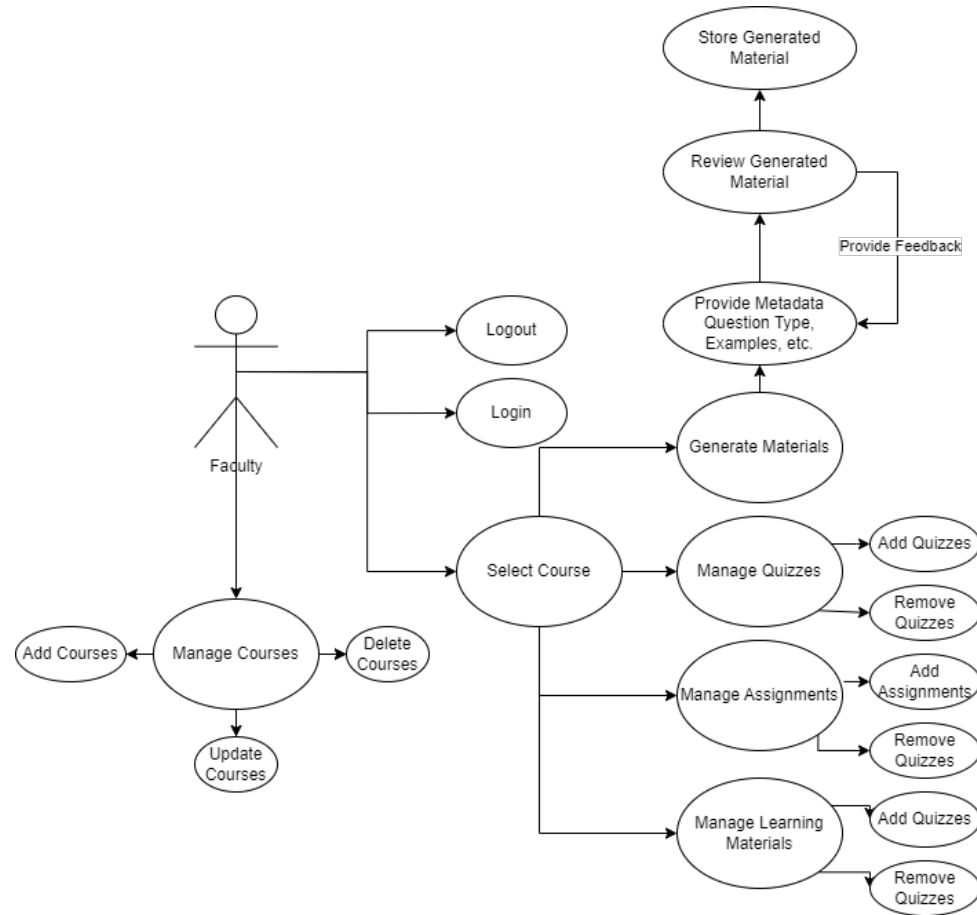 Store Generated
Material
Review Generated
Material
Provide Feedback
Provide Metadada
Question Type,
Examples, etc.
Logout
Login
Generate Materials
Faculty
Select Course
Manage Quizzes
Add Quizzes
Remove
Quizzes
Add Courses
Manage Courses
Delete
Courses
Update
Courses
Manage Assignments
Add
Assignments
Remove
Quizzes
Manage Learning
Materials
Add Quizzes
Remove
Quizzes